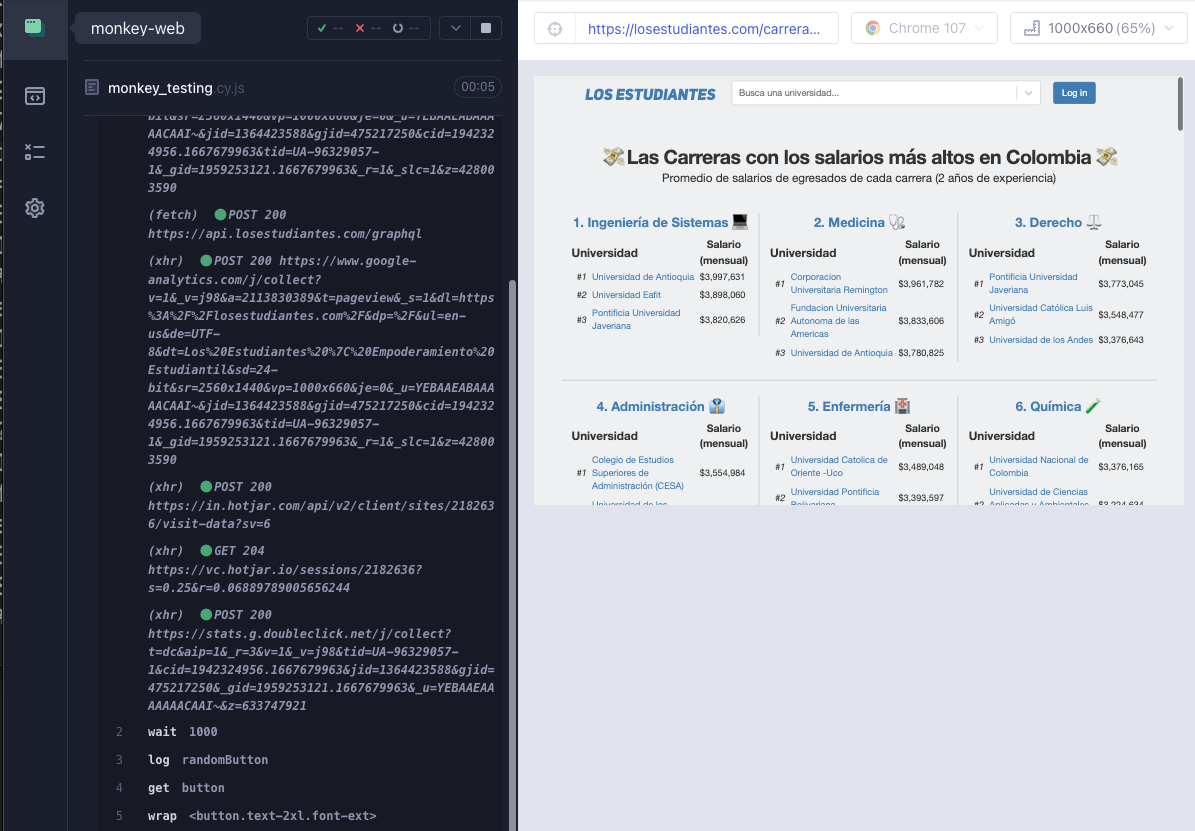 monkey-web
✓ -- ✕ -- --
monkey_testing.cy.js
00:05
bit&sr=2560x1440&vp=1000x660&je=0&_u=YEBAAEABAAA
AACAAI~&jid=1364423588&gjid=475217250&cid=194232
4956.1667679963&tid=UA-96329057-
1&_gid=1959253121.1667679963&_r=1&_slc=1&z=42800
3590
(fetch) POST 200
https://api.losestudiantes.com/graphql
(xhr) POST 200 https://www.google-
analytics.com/j/collect?
v=1&_v=j98&a=2113830389&t=pageview&_s=1&dl=https
%3A%2F%2Flosestudiantes.com%2F&dp=%2F&ul=en-
us&de=UTF-
8&dt=Los%20Estudiantes%20%7C%20Empoderamiento%20
Estudiantil&sd=24-
bit&sr=2560x1440&vp=1000x660&je=0&_u=YEBAAEABAAA
AACAAI~&jid=1364423588&gjid=475217250&cid=194232
4956.1667679963&tid=UA-96329057-
1&_gid=1959253121.1667679963&_r=1&_slc=1&z=42800
3590
(xhr) POST 200
https://in.hotjar.com/api/v2/client/sites/218263
6/visit-data?sv=6
(xhr) GET 204
https://vc.hotjar.io/sessions/2182636?
s=0.25&r=0.06889789005656244
(xhr) POST 200
https://stats.g.doubleclick.net/j/collect?
t=dc&aip=1&_r=3&v=1&_v=j98&tid=UA-96329057-
1&cid=1942324956.1667679963&jid=1364423588&gjid=
475217250&_gid=1959253121.1667679963&_u=YEBAAEAA
AAAAACAAI~&z=633747921
2 wait 1000
3 log randomButton
4 get button
5 wrap <button.text-2xl.font-ext>
https://losestudiantes.com/carrera...
Chrome 107
1000x660 (65%)
LOS ESTUDIANTES
Busca una universidad...
Log in
💸Las Carreras con los salarios más altos en Colombia 💸
Promedio de salarios de egresados de cada carrera (2 años de experiencia)
1. Ingeniería de Sistemas 💻
Universidad Salario
(mensual)
#1 Universidad de Antioquia $3,997,631
#2 Universidad Eafit $3,898,060
#3 Pontificia Universidad
Javeriana $3,820,626
2. Medicina 🩺
Universidad Salario
(mensual)
#1 Corporacion
Universitaria Remington $3,961,782
#2 Fundacion Universitaria
Autonoma de las
Americas $3,833,606
#3 Universidad de Antioquia $3,780,825
3. Derecho ⚖️
Universidad Salario
(mensual)
#1 Pontificia Universidad
Javeriana $3,773,045
#2 Universidad Católica Luis
Amigó $3,548,477
#3 Universidad de los Andes $3,376,643
4. Administración 👔
Universidad Salario
(mensual)
#1 Colegio de Estudios
Superiores de
Administración (CESA) $3,554,984
Universidad de los
5. Enfermería 🏥
Universidad Salario
(mensual)
#1 Universidad Catolica de
Oriente -Uco $3,489,048
#2 Universidad Pontificia
Bolivariana $3,393,597
6. Química 🧪
Universidad Salario
(mensual)
#1 Universidad Nacional de
Colombia $3,376,165
#2 Universidad de Ciencias
Aplicadas y Ambientales $3,224,634